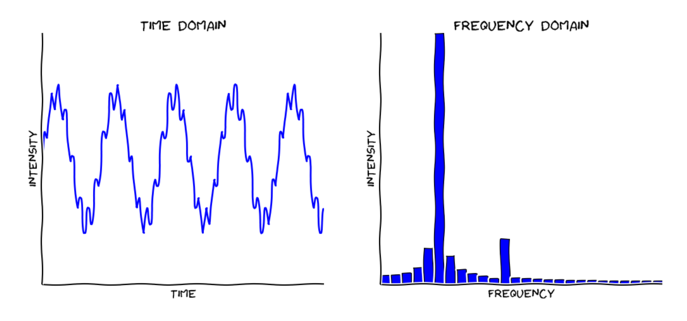 TIME DOMAIN
INTENSITY
TIME
FREQUENCY DOMAIN
INTENSITY
FREQUENCY